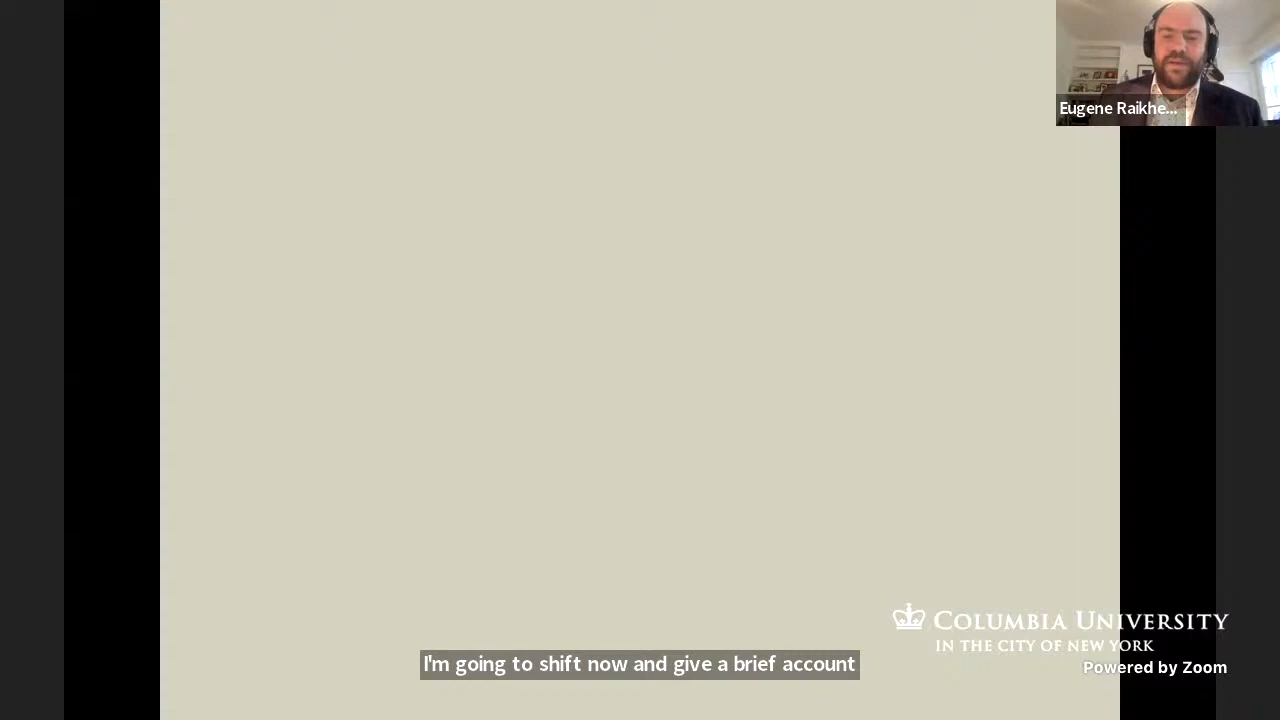 Eugene Raikhe...
COLUMBIA UNIVERSITY
IN THE CITY OF NEW YORK
I'm going to shift now and give a brief account
Powered by Zoom